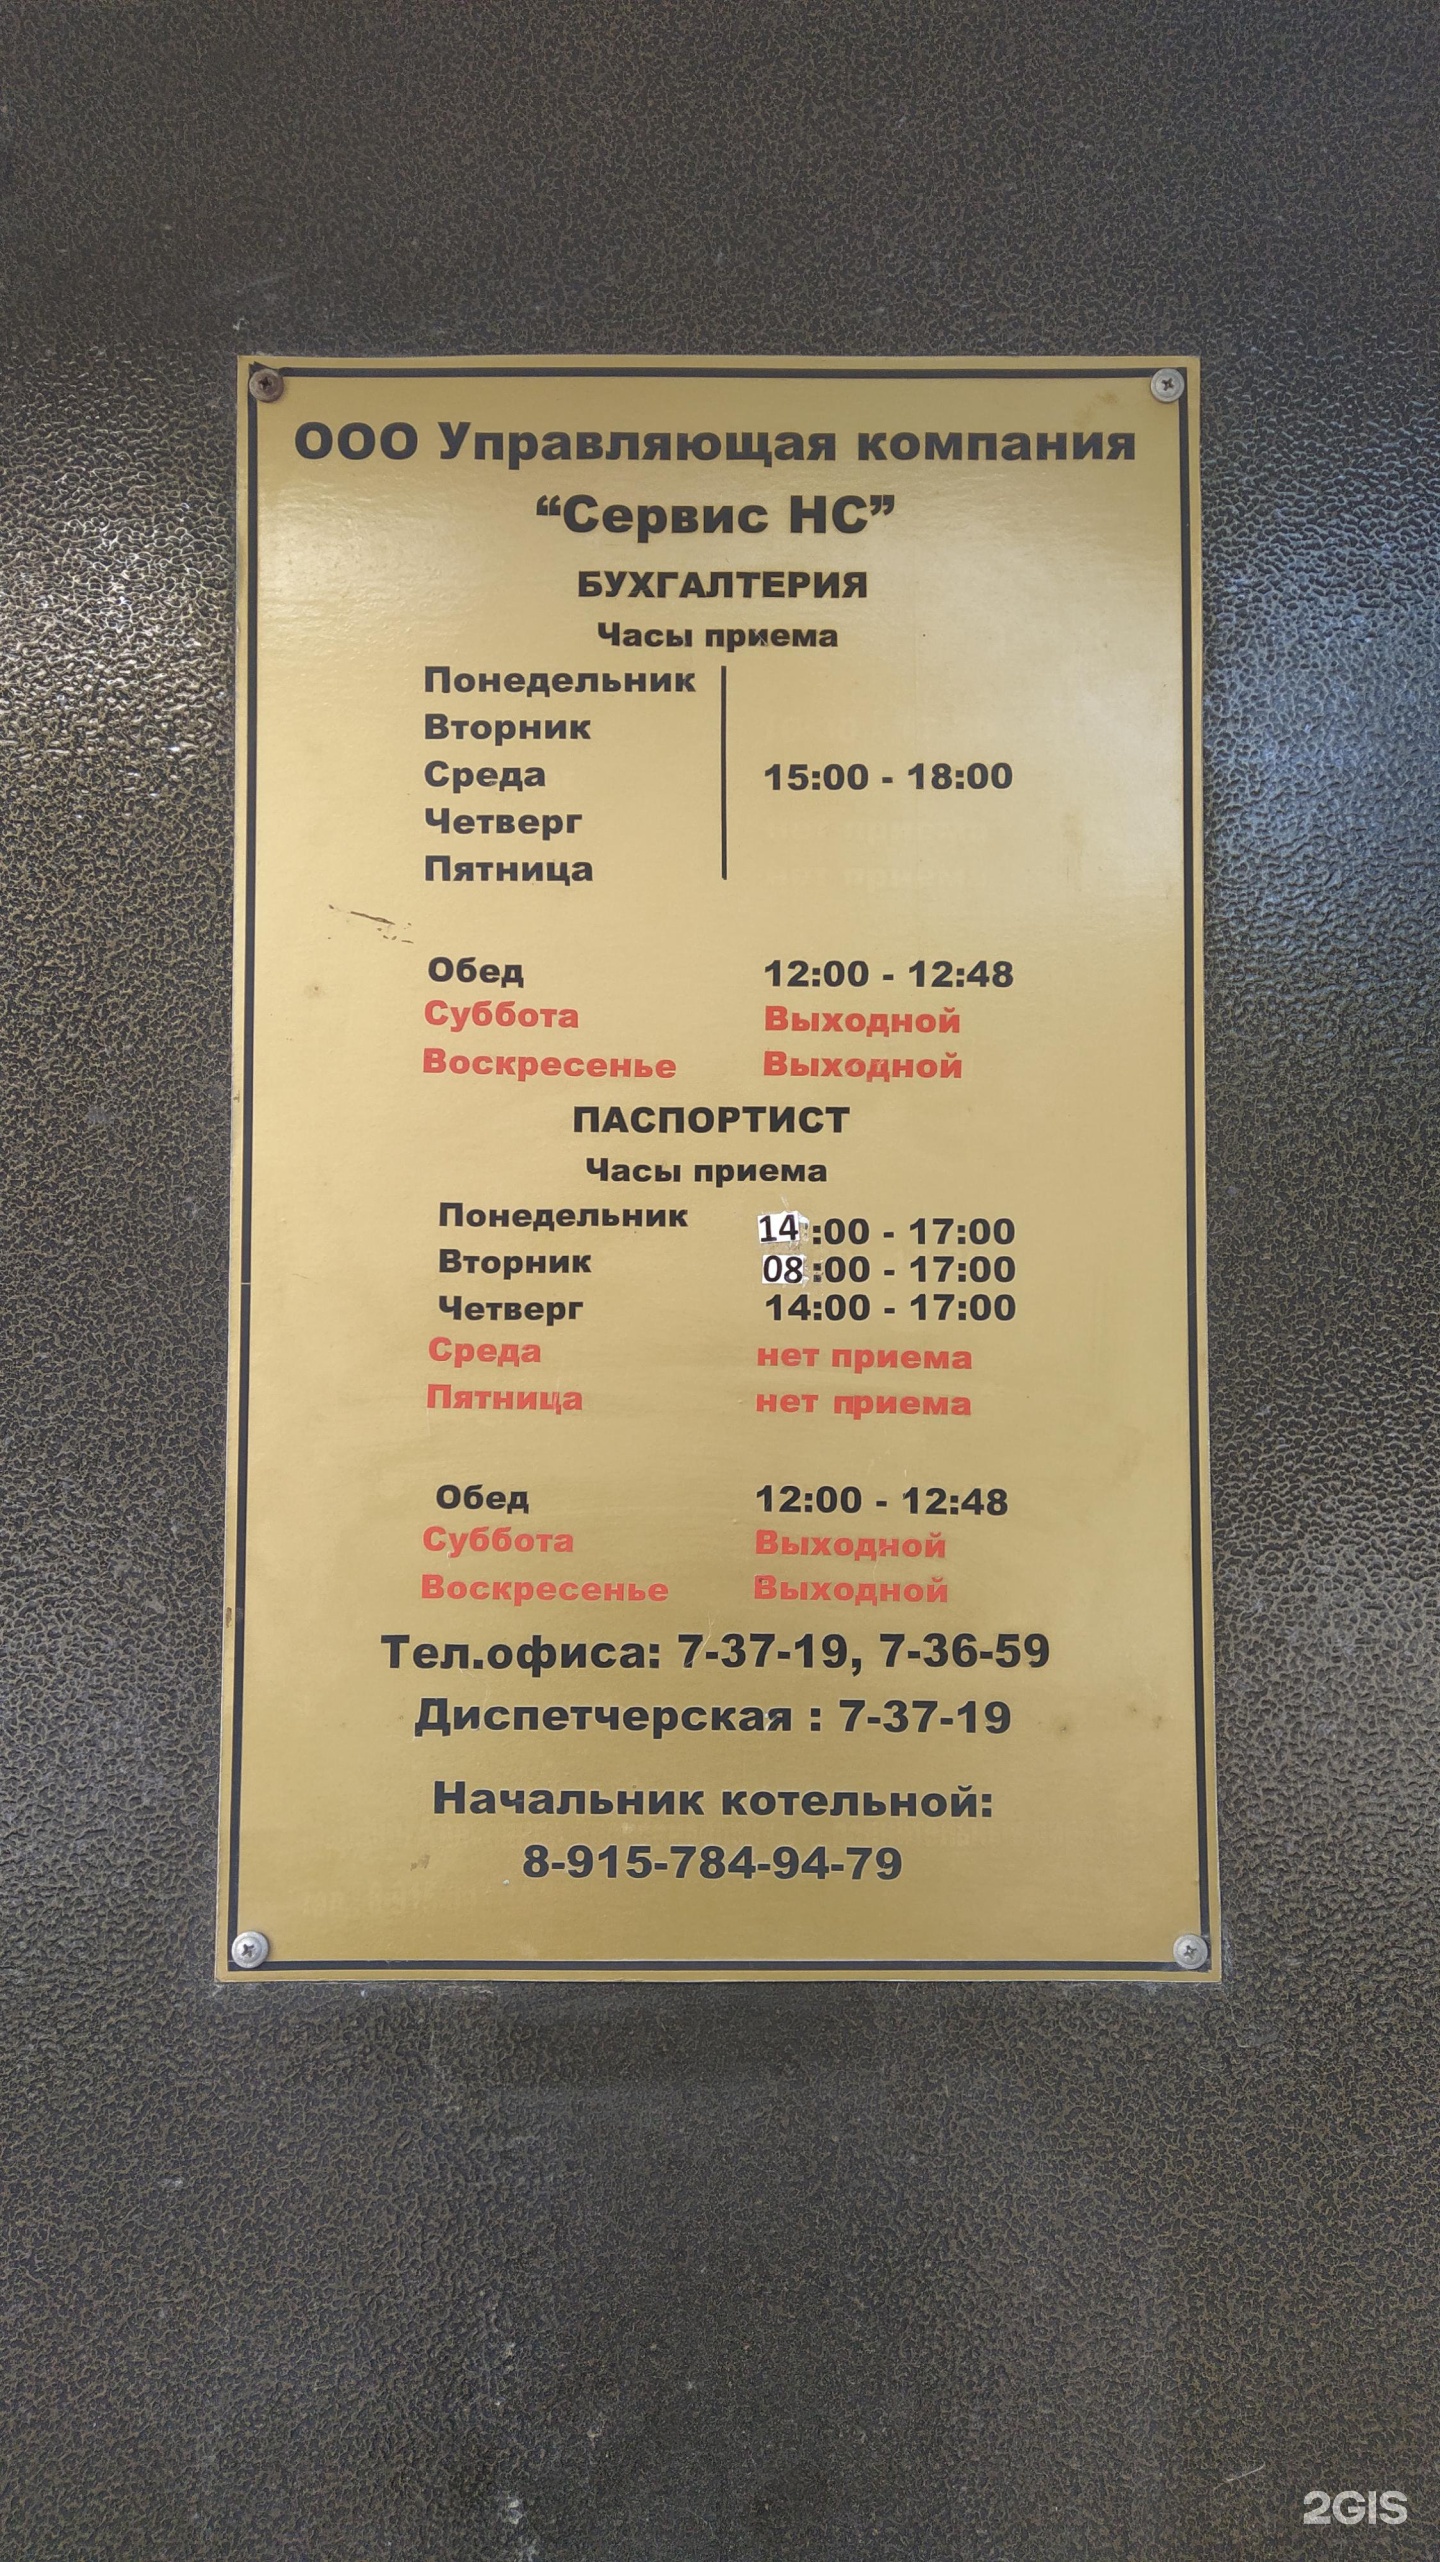 ООО Управляющая компания
“Сервис НС”
БУХГАЛТЕРИЯ
Часы приема
Понедельник
Вторник
Среда 15:00 - 18:00
Четверг
Пятница
Обед 12:00 - 12:48
Суббота Выходной
Воскресенье Выходной
ПАСПОРТИСТ
Часы приема
Понедельник 14:00 - 17:00
Вторник 08:00 - 17:00
Четверг 14:00 - 17:00
Среда нет приема
Пятница нет приема
Обед 12:00 - 12:48
Суббота Выходной
Воскресенье Выходной
Тел.офиса: 7-37-19, 7-36-59
Диспетчерская : 7-37-19
Начальник котельной:
8-915-784-94-79
2GIS